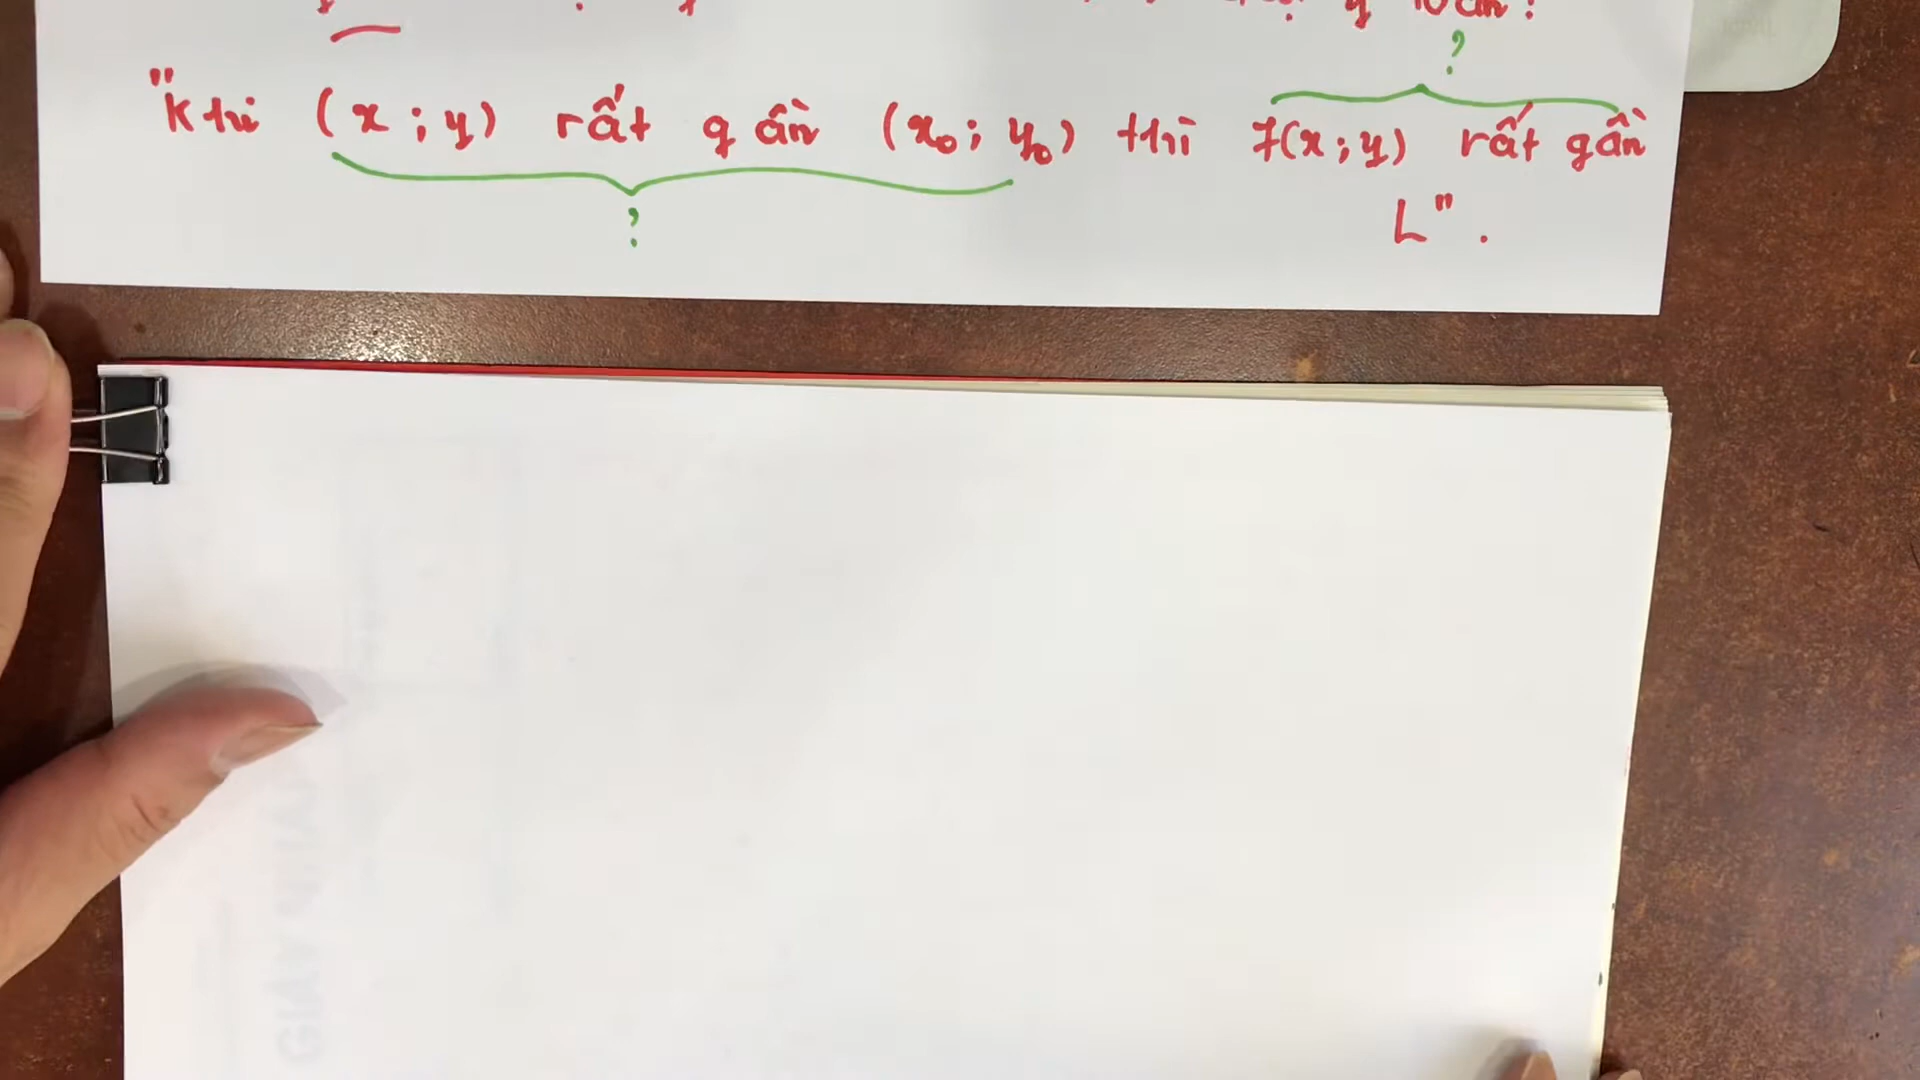 "Khi (x ; y) rất gần (x₀ ; y₀) thì f(x ; y) rất gần
L".
?
?